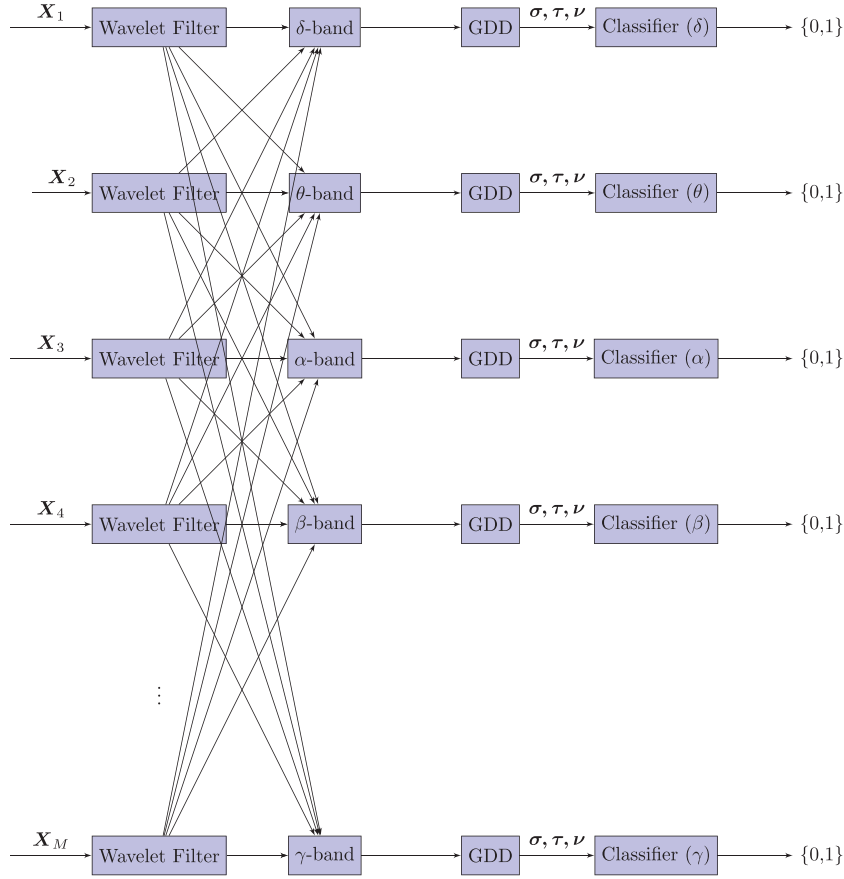 X₁ Wavelet Filter δ-band GDD σ, τ, ν Classifier (δ) {0,1}
X₂ Wavelet Filter θ-band GDD σ, τ, ν Classifier (θ) {0,1}
X₃ Wavelet Filter α-band GDD σ, τ, ν Classifier (α) {0,1}
X₄ Wavelet Filter β-band GDD σ, τ, ν Classifier (β) {0,1}
⋮
X_M Wavelet Filter γ-band GDD σ, τ, ν Classifier (γ) {0,1}